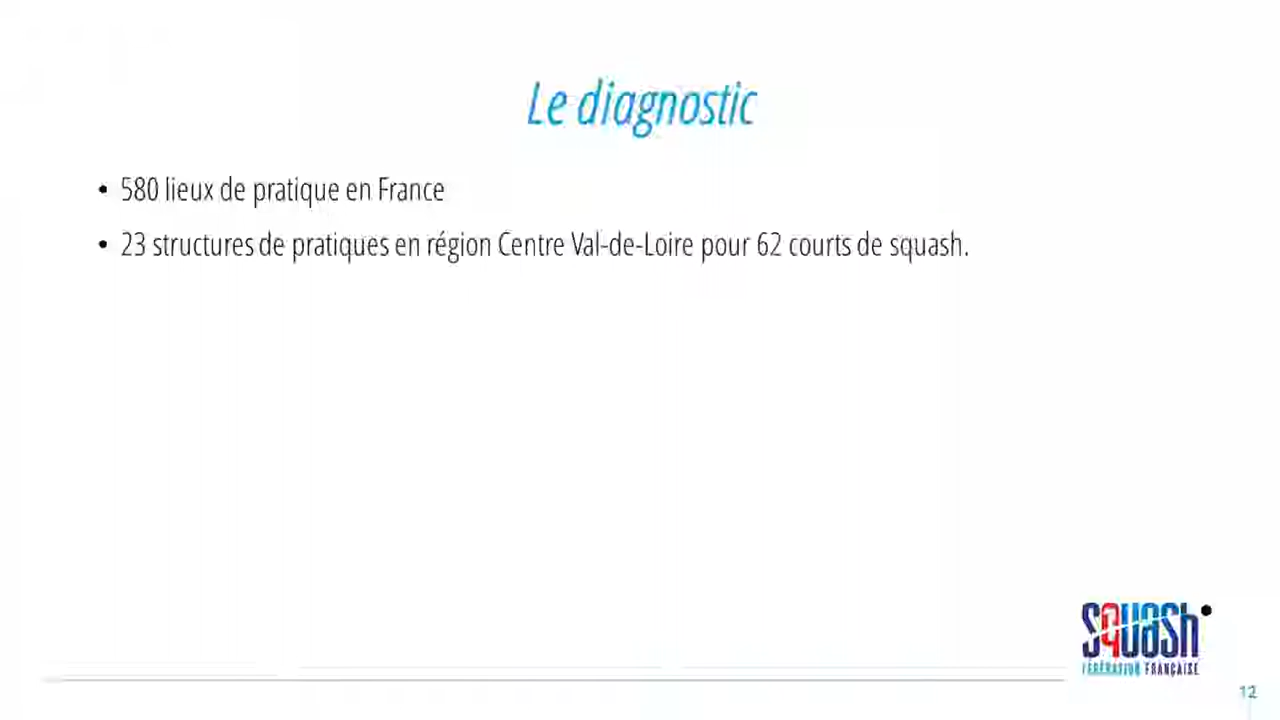 Le diagnostic
• 580 lieux de pratique en France
• 23 structures de pratiques en région Centre Val-de-Loire pour 62 courts de squash.
squash
FÉDÉRATION FRANÇAISE
12